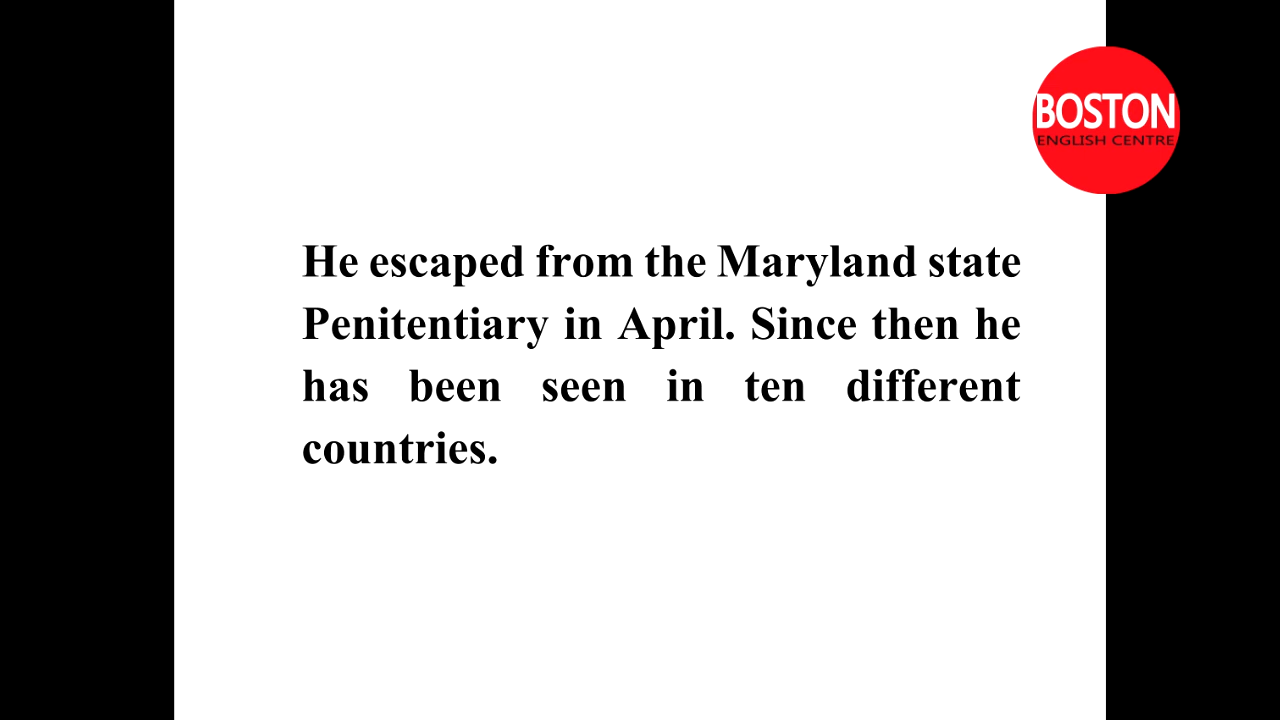 BOSTON
ENGLISH CENTRE
He escaped from the Maryland state
Penitentiary in April. Since then he
has been seen in ten different
countries.